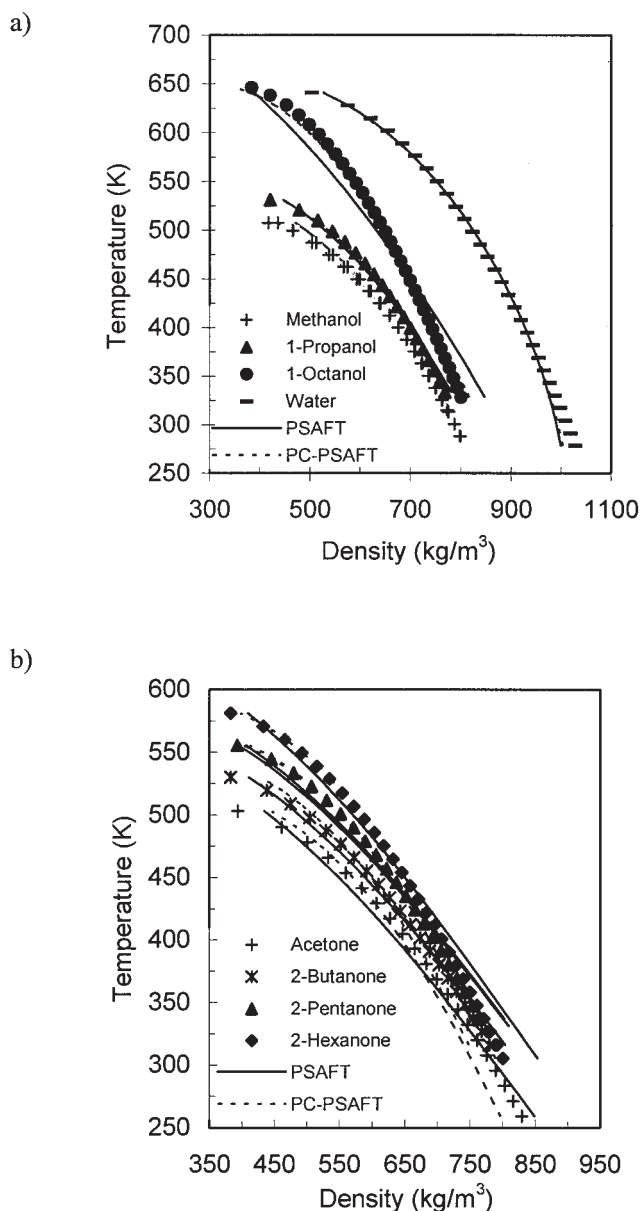 a)
700
650
600
550
500
450
400
350
300
250
Temperature (K)
Methanol
1-Propanol
1-Octanol
Water
PSAFT
PC-PSAFT
300 500 700 900 1100
Density (kg/m³)
b)
600
550
500
450
400
350
300
250
Temperature (K)
Acetone
2-Butanone
2-Pentanone
2-Hexanone
PSAFT
PC-PSAFT
350 450 550 650 750 850 950
Density (kg/m³)